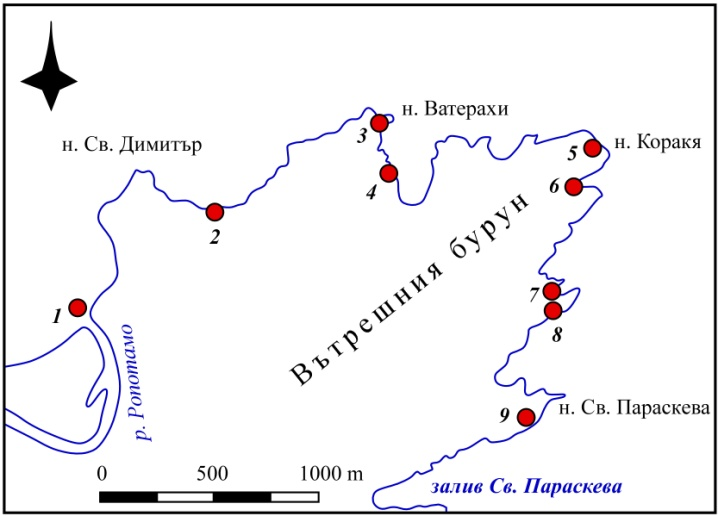 н. Ватерахи
3
н. Св. Димитър
5
н. Коракя
4
6
2
Вътрешния бурун
7
1
8
р. Ропотамо
н. Св. Параскева
9
0 500 1000 m
залив Св. Параскева